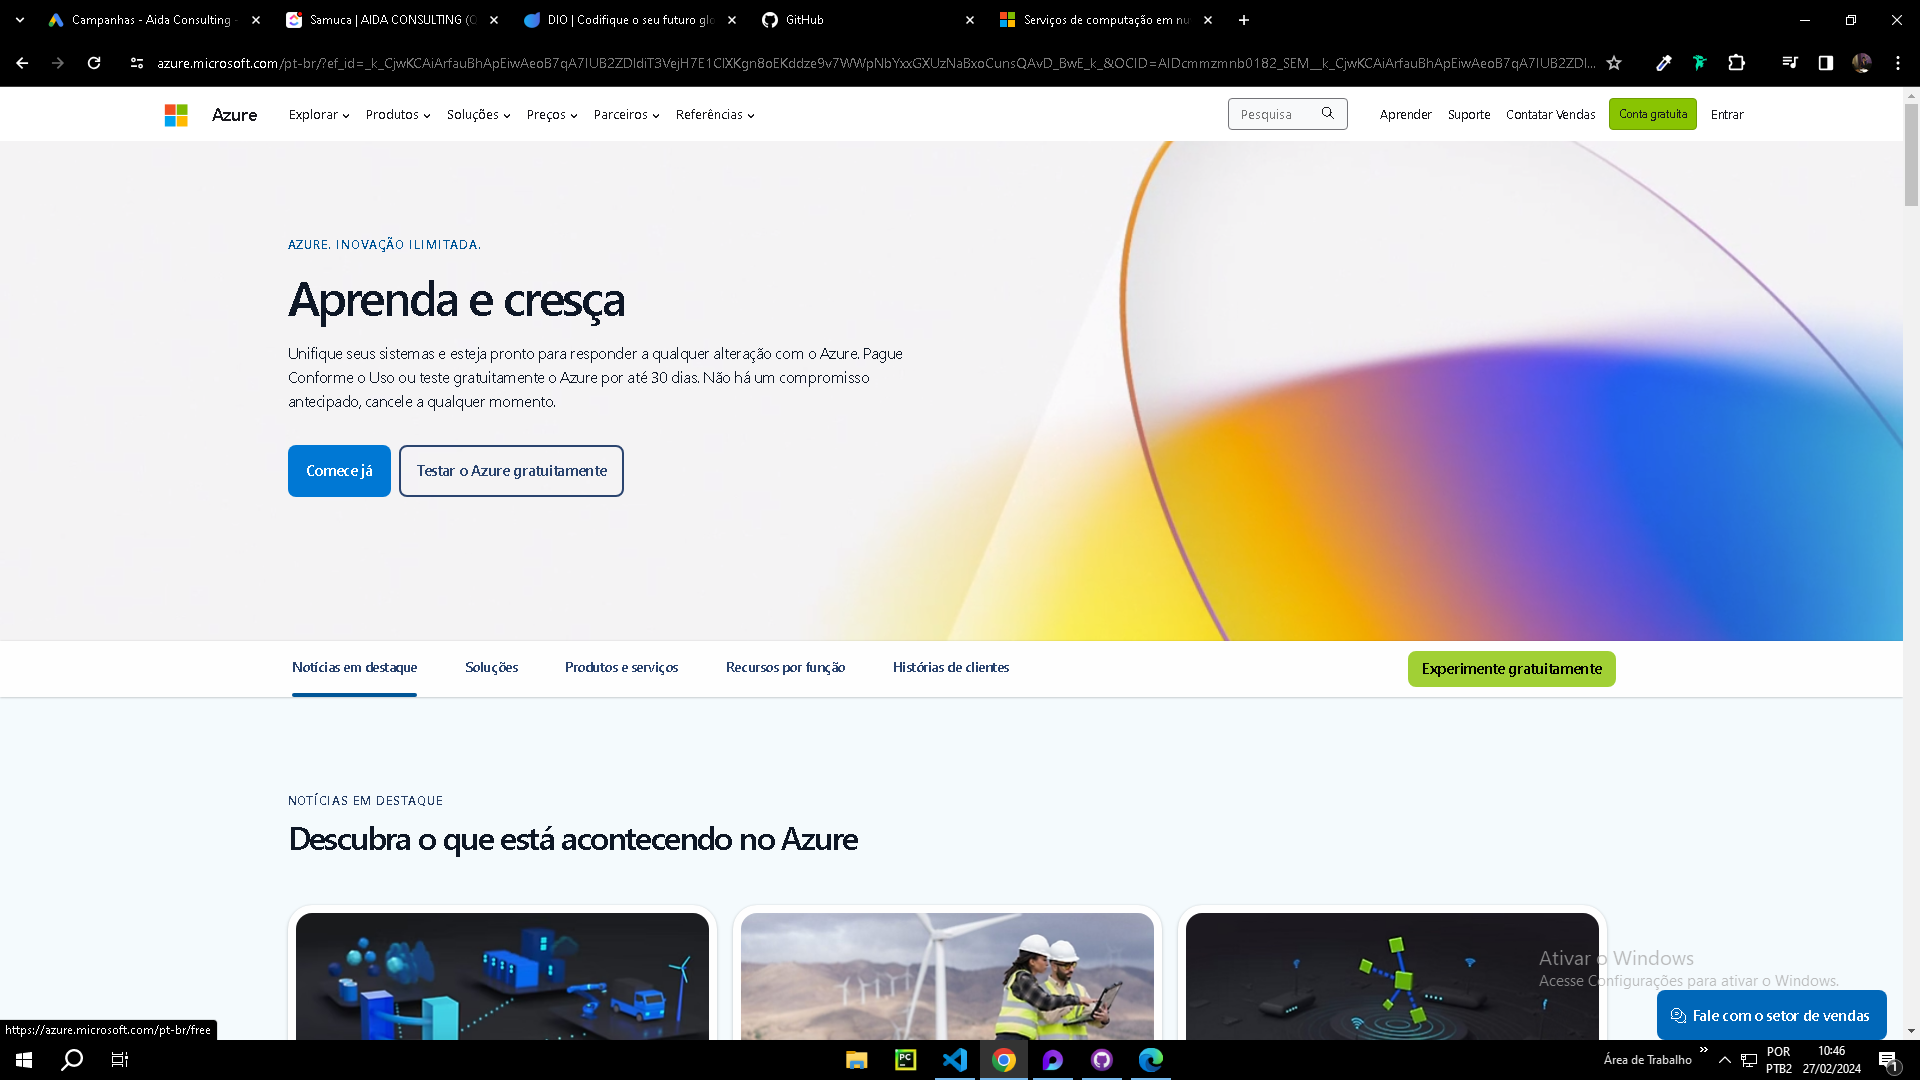 Campanhas - Aida Consulting -
Samuca | AIDA CONSULTING (O
DIO | Codifique o seu futuro glo
GitHub
Serviços de computação em nu
azure.microsoft.com/pt-br/?ef_id=_k_CjwKCAiArfauBhApEiwAeoB7qA7IUB2ZDIdiT3VejH7E1ClXKgn8oEKddze9v7WWpNbYxxGXUzNaBxoCunsQAvD_BwE_k_&OCID=AIDcmmzmnb0182_SEM__k_CjwKCAiArfauBhApEiwAeoB7qA7IUB2ZDI...
Azure
Explorar
Produtos
Soluções
Preços
Parceiros
Referências
Pesquisa
Aprender
Suporte
Contatar Vendas
Conta gratuita
Entrar
AZURE. INOVAÇÃO ILIMITADA.
Aprenda e cresça
Unifique seus sistemas e esteja pronto para responder a qualquer alteração com o Azure. Pague
Conforme o Uso ou teste gratuitamente o Azure por até 30 dias. Não há um compromisso
antecipado, cancele a qualquer momento.
Comece já
Testar o Azure gratuitamente
Notícias em destaque
Soluções
Produtos e serviços
Recursos por função
Histórias de clientes
Experimente gratuitamente
NOTÍCIAS EM DESTAQUE
Descubra o que está acontecendo no Azure
Ativar o Windows
Acesse Configurações para ativar o Windows.
Fale com o setor de vendas
https://azure.microsoft.com/pt-br/free
PC
Área de Trabalho
POR
PTB2
10:46
27/02/2024
1